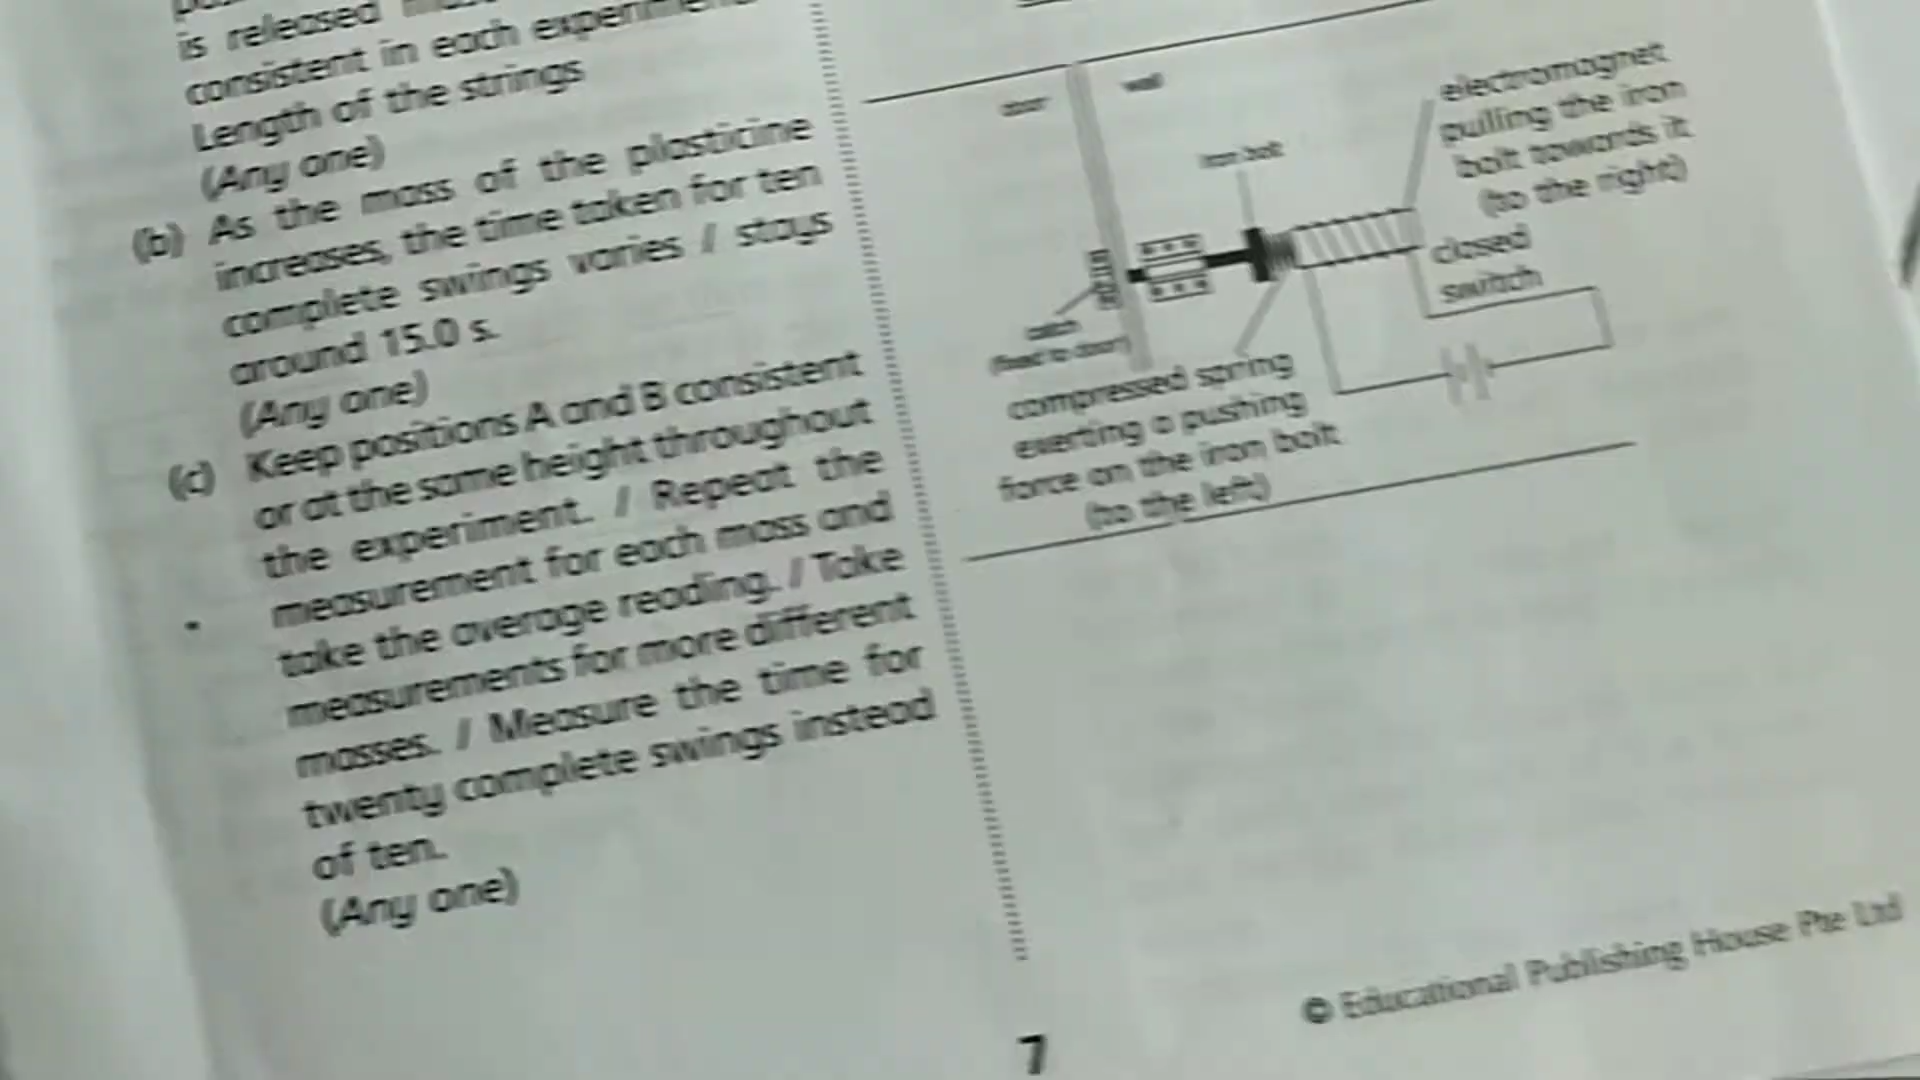 is released
consistent in each experiment
Length of the strings
(Any one)
(b) As the mass of the plasticine
increases, the time taken for ten
complete swings varies / stays
around 15.0 s.
(Any one)
(c) Keep positions A and B consistent
or at the same height throughout
the experiment. / Repeat the
measurement for each mass and
take the average reading. / Take
measurements for more different
masses. / Measure the time for
twenty complete swings instead
of ten.
(Any one)
door
wall
iron bolt
electromagnet
pulling the iron
bolt towards it
(to the right)
closed
switch
catch
(fixed to door)
compressed spring
exerting a pushing
force on the iron bolt
(to the left)
© Educational Publishing House Pte Ltd
7